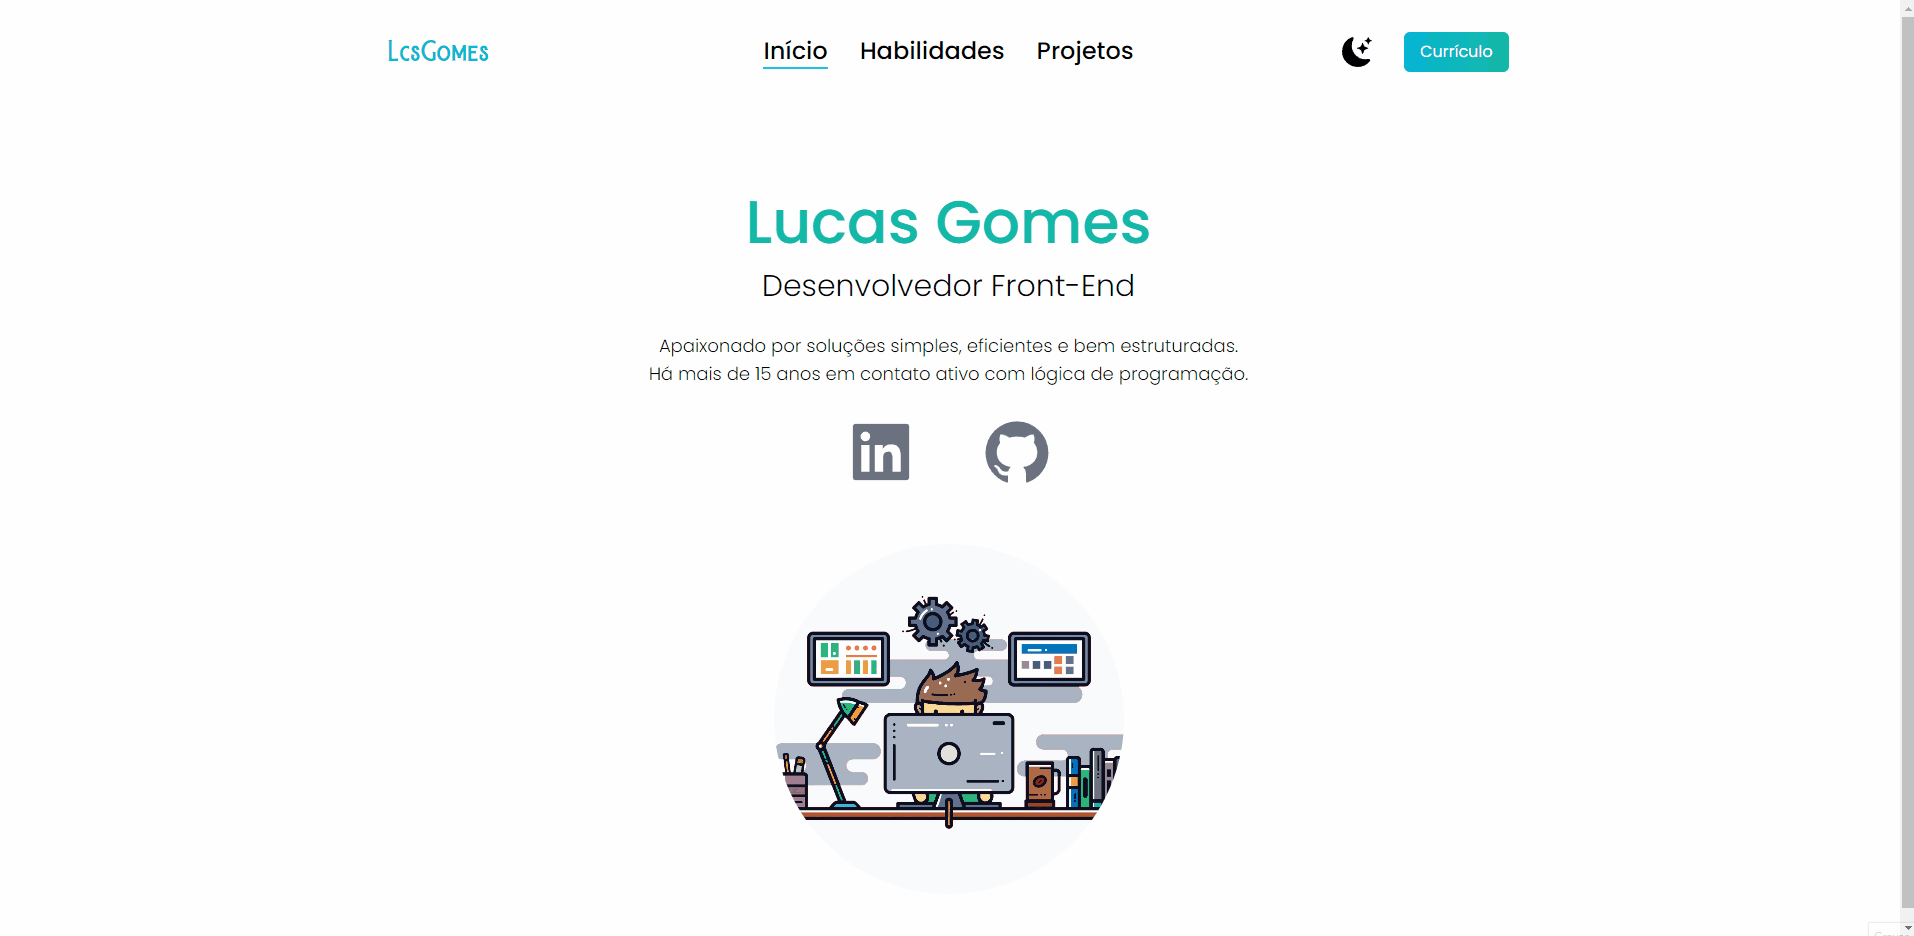 LcsGomes
Início Habilidades Projetos
Currículo
Lucas Gomes
Desenvolvedor Front-End
Apaixonado por soluções simples, eficientes e bem estruturadas.
Há mais de 15 anos em contato ativo com lógica de programação.
in